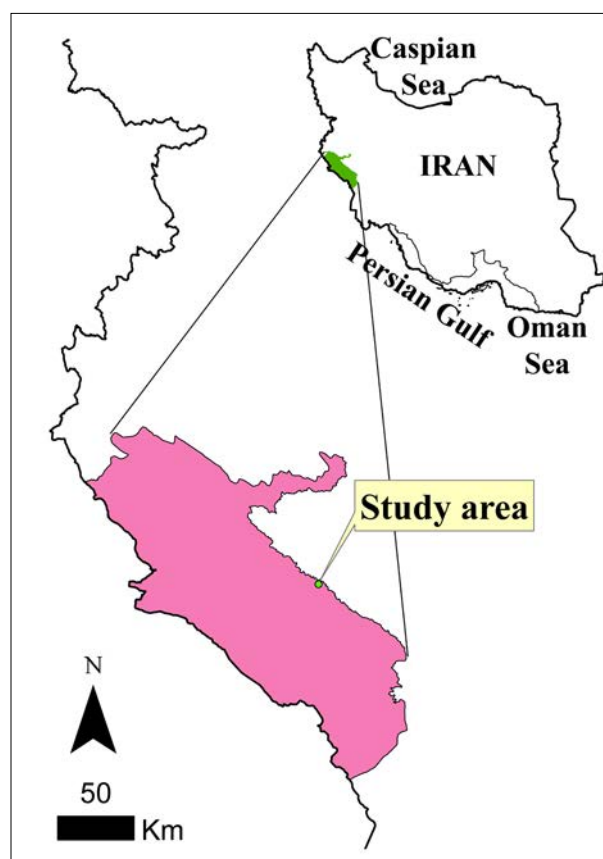 Caspian
Sea
IRAN
Persian Gulf
Oman
Sea
Study area
N
50
Km